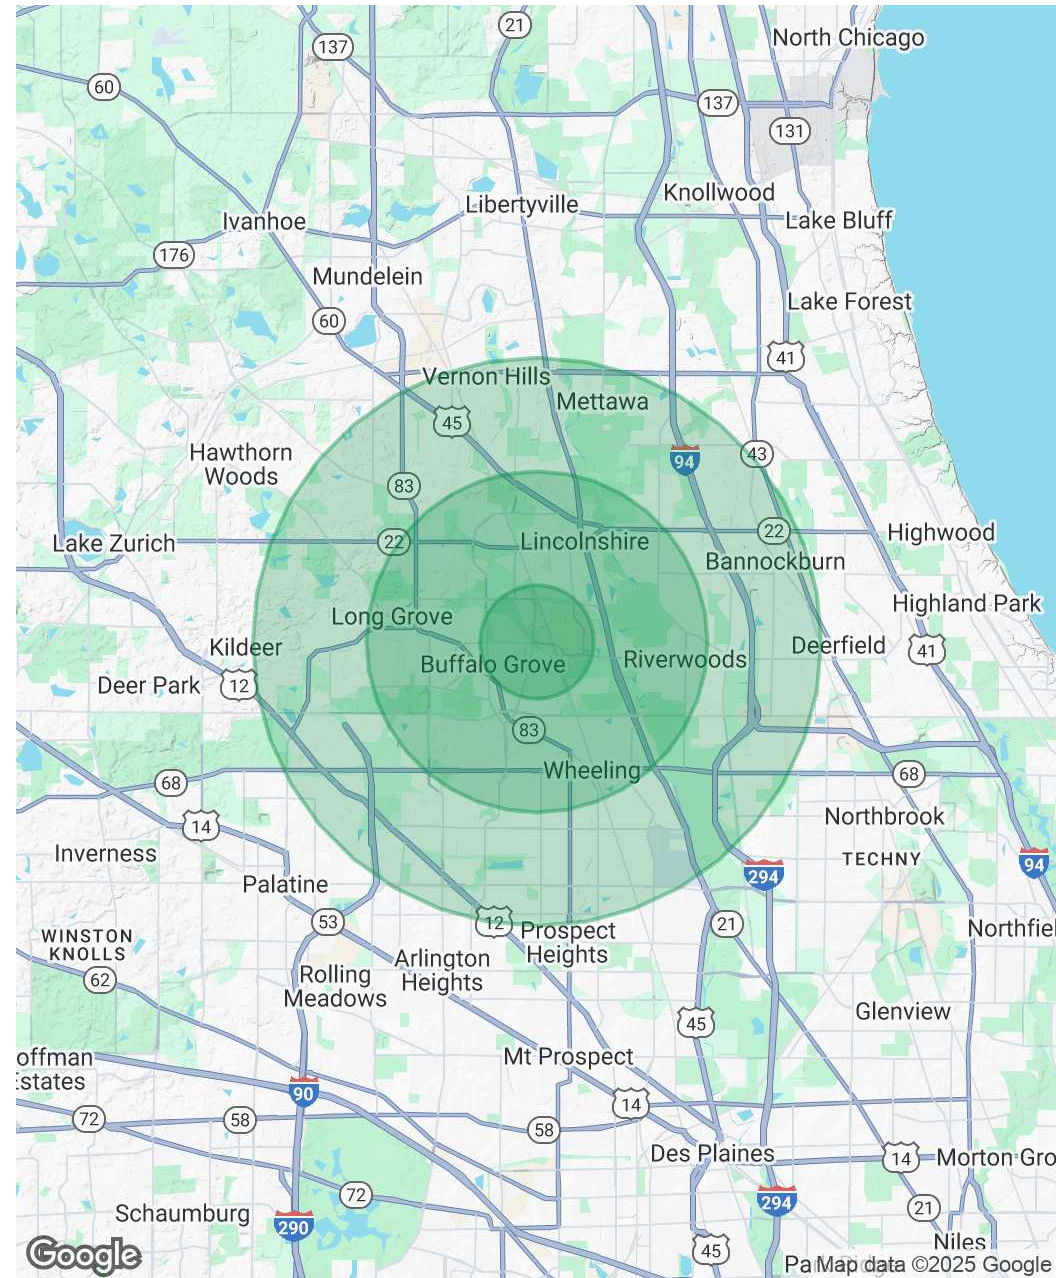 21
North Chicago
137
60
137
131
Knollwood
Libertyville
Lake Bluff
Ivanhoe
176
Mundelein
Lake Forest
60
41
Vernon Hills
Mettawa
45
Hawthorn
Woods
94
43
83
22
Highwood
Lake Zurich
22
Lincolnshire
Bannockburn
Highland Park
Long Grove
Kildeer
Deerfield
41
Buffalo Grove
Riverwoods
Deer Park
12
83
Wheeling
68
68
Northbrook
14
Inverness
TECHNY
94
294
Palatine
53
12
21
Prospect
Heights
Northfie
WINSTON
KNOLLS
Arlington
Heights
62
Rolling
Meadows
Glenview
45
offman
Estates
Mt Prospect
90
14
72
58
58
Des Plaines
14
Morton Gro
72
294
21
Schaumburg
290
45
Niles
Google
Map data ©2025 Google